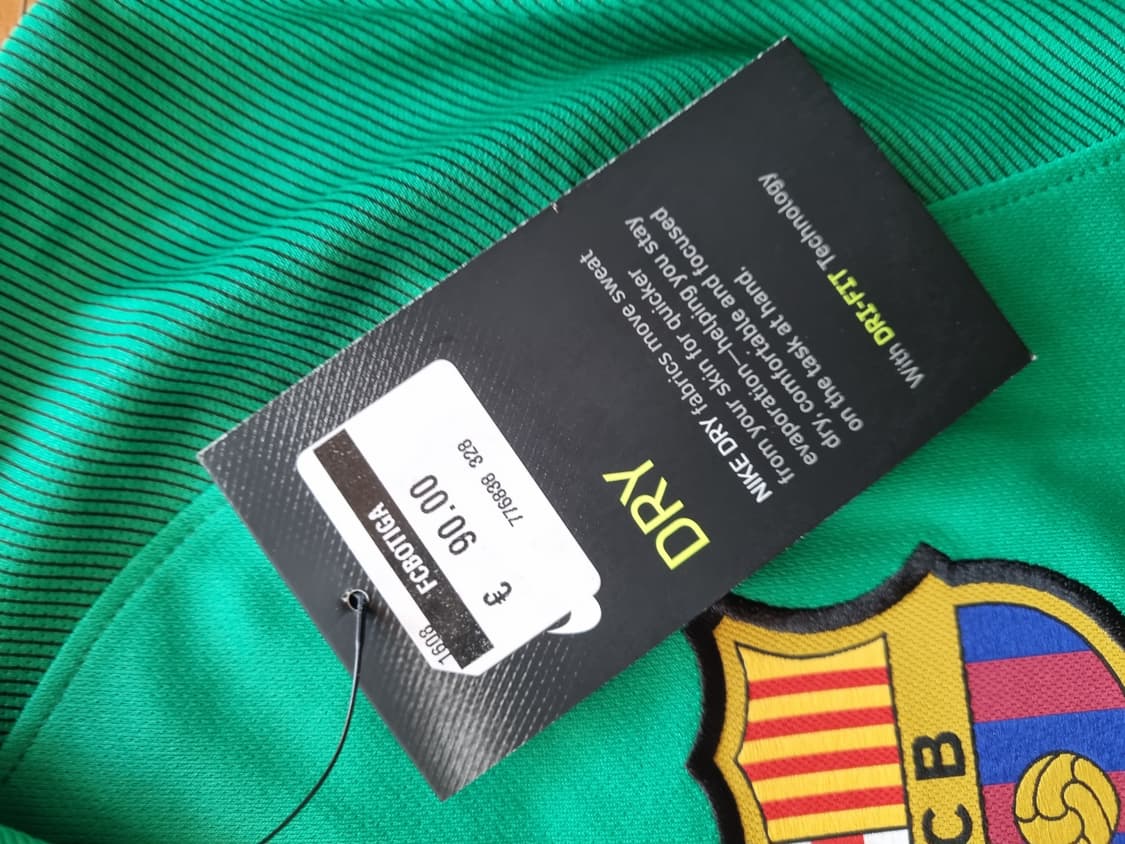 DRY
NIKE DRY fabrics move sweat
from your skin for quicker
evaporation—helping you stay
dry, comfortable and focused
on the task at hand.
With DRI-FIT Technology
1608 FCBOTIGA
€ 90.00
776838 328
CB